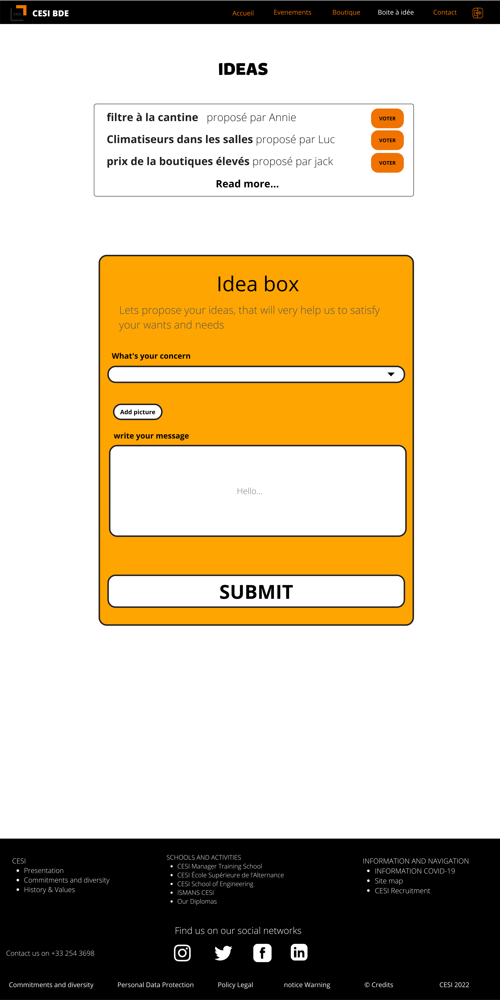 cesi
CESI BDE
Accueil
Evenements
Boutique
Boite à idée
Contact
IDEAS
filtre à la cantine proposé par Annie
VOTER
Climatiseurs dans les salles proposé par Luc
VOTER
prix de la boutiques élevés proposé par jack
VOTER
Read more...
Idea box
Lets propose your ideas, that will very help us to satisfy
your wants and needs
What's your concern
Add picture
write your message
Hello...
SUBMIT
CESI
Presentation
Commitments and diversity
History & Values
SCHOOLS AND ACTIVITIES
CESI Manager Training School
CESI École Supérieure de l'Alternance
CESI School of Engineering
ISMANS CESI
Our Diplomas
INFORMATION AND NAVIGATION
INFORMATION COVID-19
Site map
CESI Recruitment
Find us on our social networks
Contact us on +33 254 3698
Commitments and diversity
Personal Data Protection
Policy Legal
notice Warning
© Credits
CESI 2022